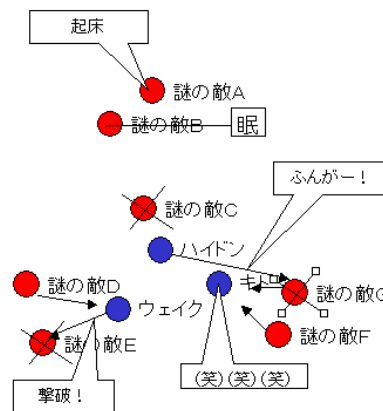 起床
謎の敵A
謎の敵B
眠
ふんがー！
謎の敵C
ハイドン
謎の敵D
キト
謎の敵G
ウェイク
謎の敵E
謎の敵F
撃破！
(笑)(笑)(笑)